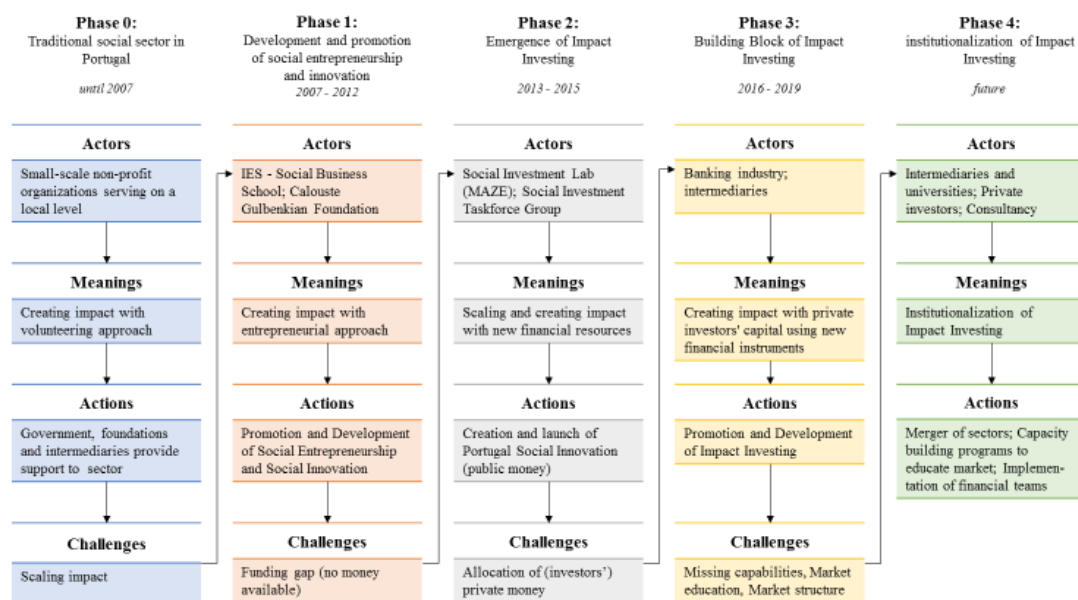 Phase 0:
Traditional social sector in
Portugal
until 2007
Actors
Small-scale non-profit
organizations serving on a
local level
Meanings
Creating impact with
volunteering approach
Actions
Government, foundations
and intermediaries provide
support to sector
Challenges
Scaling impact
Phase 1:
Development and promotion
of social entrepreneurship
and innovation
2007 - 2012
Actors
IES - Social Business
School; Calouste
Gulbenkian Foundation
Meanings
Creating impact with
entrepreneurial approach
Actions
Promotion and Development
of Social Entrepreneurship
and Social Innovation
Challenges
Funding gap (no money
available)
Phase 2:
Emergence of Impact
Investing
2013 - 2015
Actors
Social Investment Lab
(MAZE); Social Investment
Taskforce Group
Meanings
Scaling and creating impact
with new financial resources
Actions
Creation and launch of
Portugal Social Innovation
(public money)
Challenges
Allocation of (investors’)
private money
Phase 3:
Building Block of Impact
Investing
2016 - 2019
Actors
Banking industry;
intermediaries
Meanings
Creating impact with private
investors' capital using new
financial instruments
Actions
Promotion and Development
of Impact Investing
Challenges
Missing capabilities, Market
education, Market structure
Phase 4:
institutionalization of Impact
Investing
future
Actors
Intermediaries and
universities; Private
investors; Consultancy
Meanings
Institutionalization of
Impact Investing
Actions
Merger of sectors; Capacity
building programs to
educate market; Implemen-
tation of financial teams